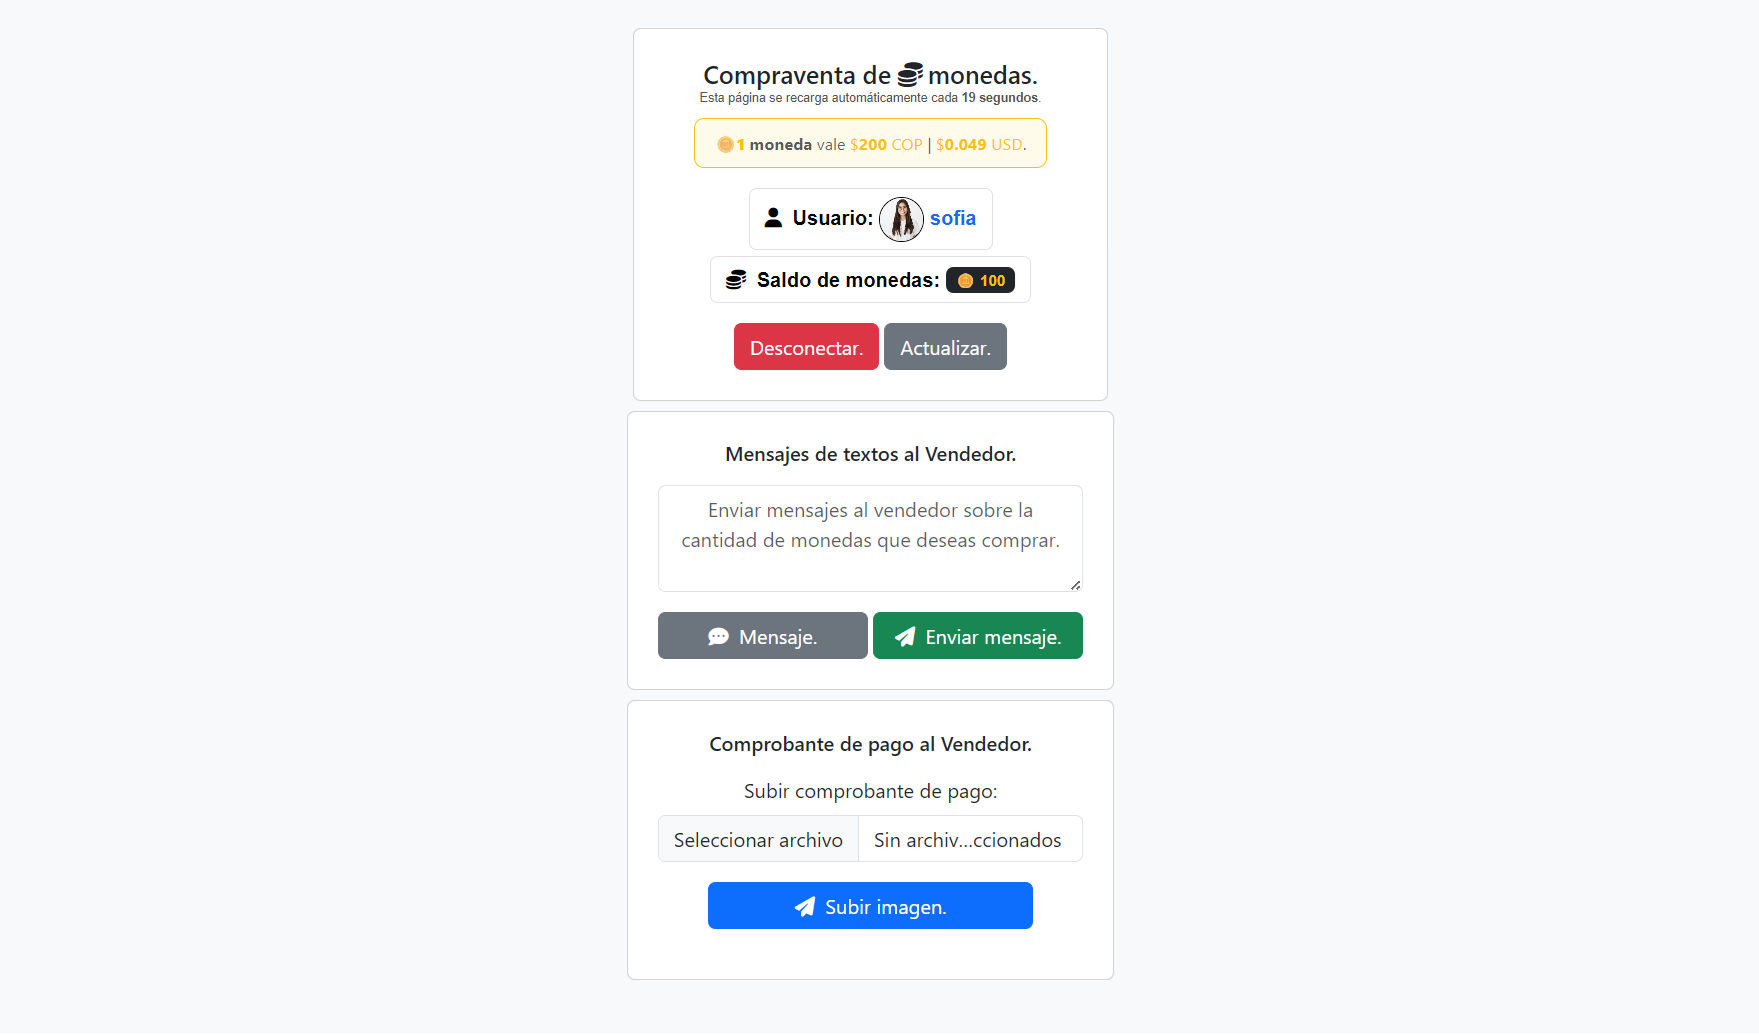 Compraventa de monedas.
Esta página se recarga automáticamente cada 19 segundos.
1 moneda vale $200 COP | $0.049 USD.
Usuario: sofia
Saldo de monedas: 100
Desconectar. Actualizar.
Mensajes de textos al Vendedor.
Enviar mensajes al vendedor sobre la
cantidad de monedas que deseas comprar.
Mensaje. Enviar mensaje.
Comprobante de pago al Vendedor.
Subir comprobante de pago:
Seleccionar archivo Sin archiv...ccionados
Subir imagen.